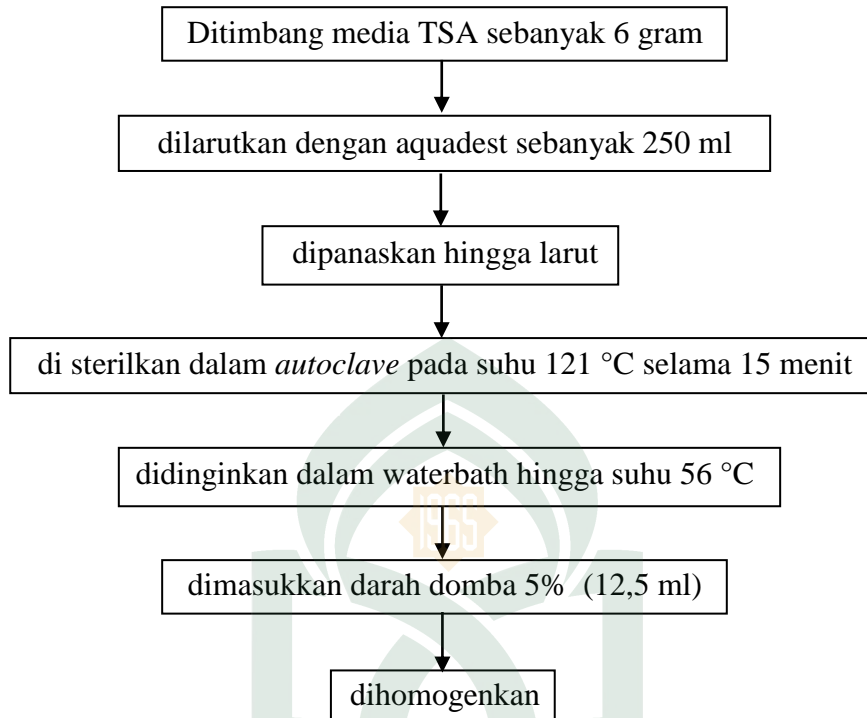 Ditimbang media TSA sebanyak 6 gram
dilarutkan dengan aquadest sebanyak 250 ml
dipanaskan hingga larut
di sterilkan dalam autoclave pada suhu 121 °C selama 15 menit
didinginkan dalam waterbath hingga suhu 56 °C
1965
dimasukkan darah domba 5% (12,5 ml)
dihomogenkan